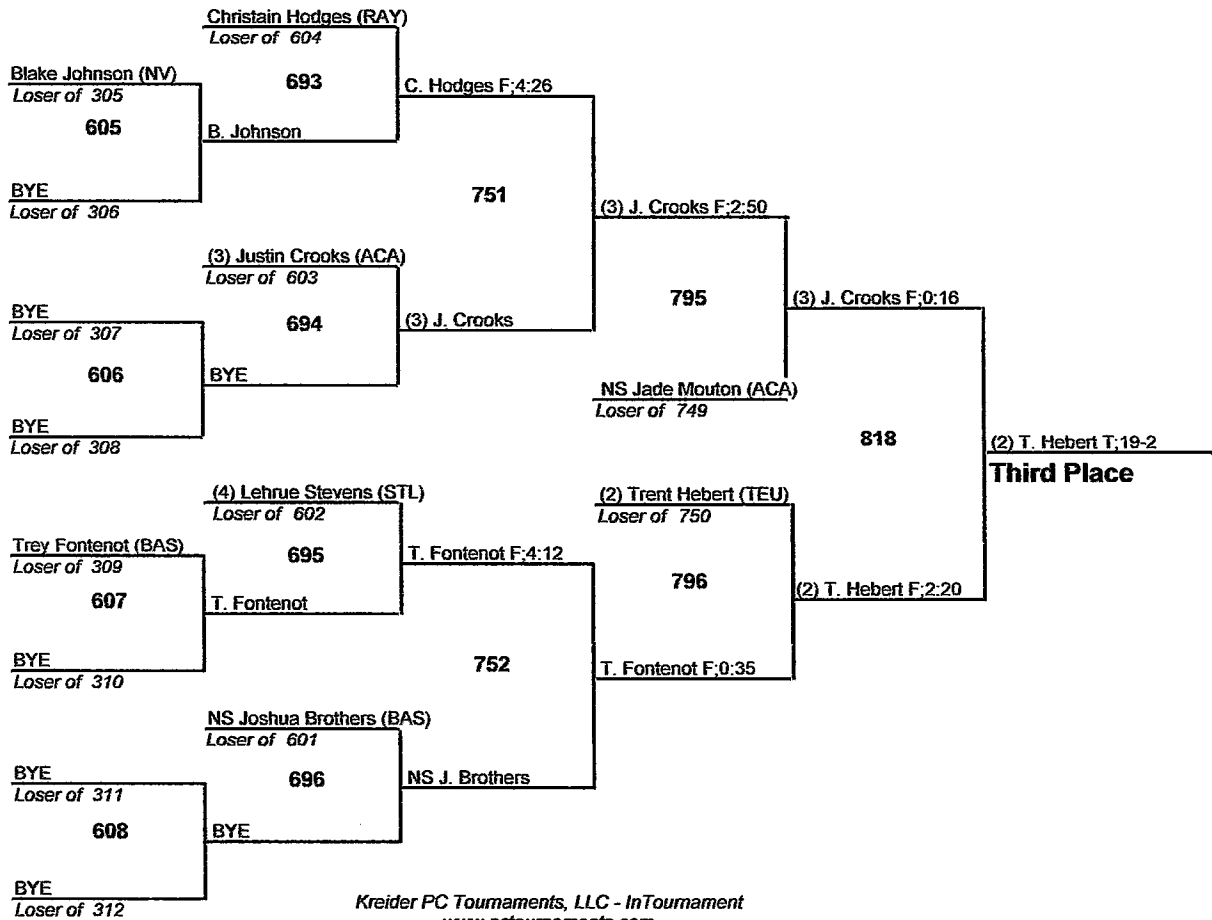 Christain Hodges (RAY)
Loser of 604
Blake Johnson (NV)
Loser of 305
693
C. Hodges F;4:26
605
B. Johnson
BYE
Loser of 306
751
(3) J. Crooks F;2:50
(3) Justin Crooks (ACA)
Loser of 603
BYE
Loser of 307
694
(3) J. Crooks
795
(3) J. Crooks F;0:16
606
BYE
NS Jade Mouton (ACA)
Loser of 749
BYE
Loser of 308
818
(2) T. Hebert T;19-2
Third Place
(4) Lehrue Stevens (STL)
Loser of 602
(2) Trent Hebert (TEU)
Loser of 750
Trey Fontenot (BAS)
Loser of 309
695
T. Fontenot F;4:12
796
(2) T. Hebert F;2:20
607
T. Fontenot
BYE
Loser of 310
752
T. Fontenot F;0:35
NS Joshua Brothers (BAS)
Loser of 601
BYE
Loser of 311
696
NS J. Brothers
608
BYE
BYE
Loser of 312
Kreider PC Tournaments, LLC - InTournament